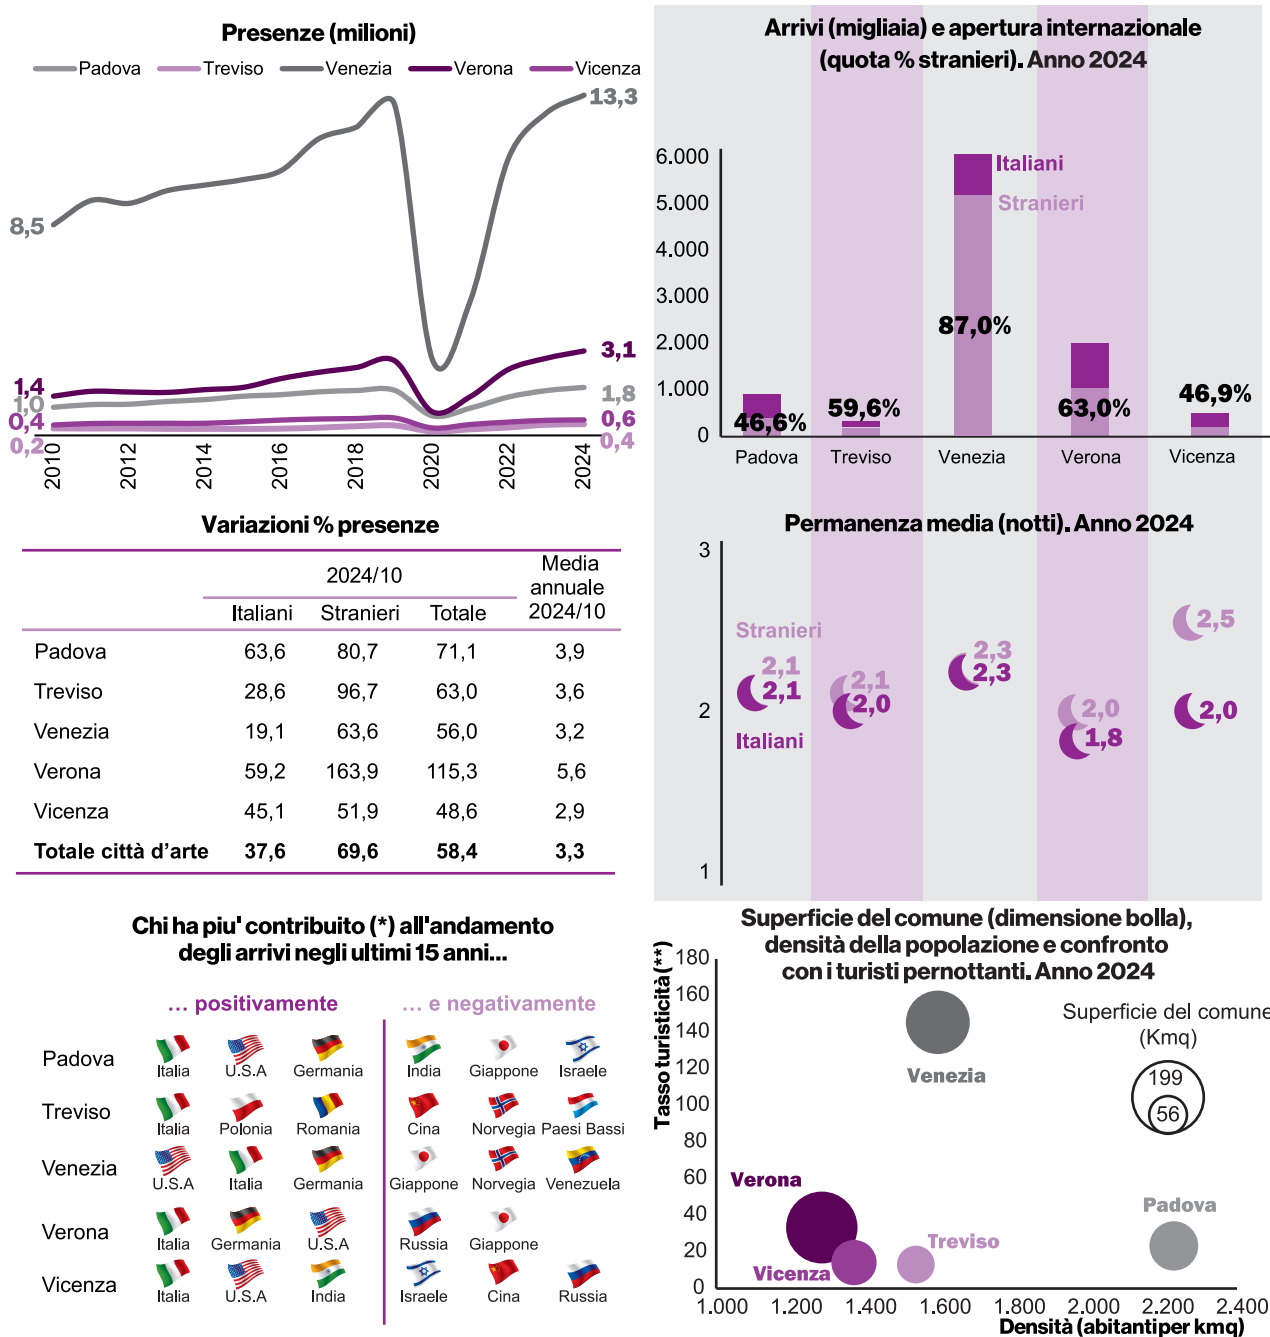 Presenze (milioni)
Padova Treviso Venezia Verona Vicenza
13,3
8,5
3,1
1,4
1,8
1,0
0,6
0,4
0,4
0,2
2010 2012 2014 2016 2018 2020 2022 2024
Arrivi (migliaia) e apertura internazionale
(quota % stranieri). Anno 2024
6.000
5.000
4.000
3.000
2.000
1.000
0
Italiani
Stranieri
46,6% 59,6% 87,0% 63,0% 46,9%
Padova Treviso Venezia Verona Vicenza
Variazioni % presenze
2024/10 Media annuale 2024/10
Italiani Stranieri Totale
Padova 63,6 80,7 71,1 3,9
Treviso 28,6 96,7 63,0 3,6
Venezia 19,1 63,6 56,0 3,2
Verona 59,2 163,9 115,3 5,6
Vicenza 45,1 51,9 48,6 2,9
Totale città d'arte 37,6 69,6 58,4 3,3
Permanenza media (notti). Anno 2024
3
2
1
Stranieri
2,1 2,1 2,3 2,0 2,5
2,1 2,0 2,3 1,8 2,0
Italiani
Chi ha piu' contribuito (*) all'andamento
degli arrivi negli ultimi 15 anni...
... positivamente ... e negativamente
Padova Italia U.S.A Germania India Giappone Israele
Treviso Italia Polonia Romania Cina Norvegia Paesi Bassi
Venezia U.S.A Italia Germania Giappone Norvegia Venezuela
Verona Italia Germania U.S.A Russia Giappone
Vicenza Italia U.S.A India Israele Cina Russia
Superficie del comune (dimensione bolla),
densità della popolazione e confronto
con i turisti pernottanti. Anno 2024
Tasso turisticità (**)
180
160
140
120
100
80
60
40
20
0
Superficie del comune
(Kmq)
199
56
Venezia
Verona
Padova
Treviso
Vicenza
1.000 1.200 1.400 1.600 1.800 2.000 2.200 2.400
Densità (abitantiper kmq)